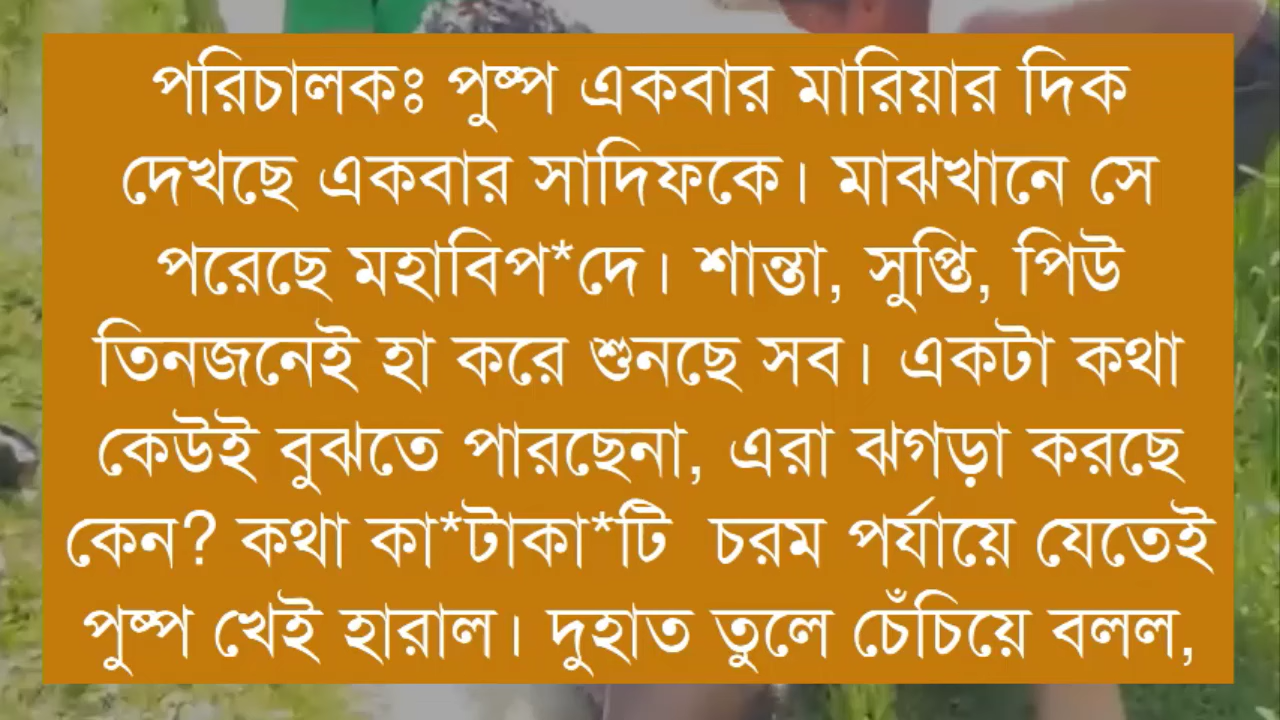 পরিচালকঃ পুষ্প একবার মারিয়ার দিক
দেখছে একবার সাদিফকে। মাঝখানে সে
পরেছে মহাবিপ*দে। শান্তা, সুপ্তি, পিউ
তিনজনেই হা করে শুনছে সব। একটা কথা
কেউই বুঝতে পারছেনা, এরা ঝগড়া করছে
কেন? কথা কা*টাকা*টি চরম পর্যায়ে যেতেই
পুষ্প খেই হারাল। দুহাত তুলে চেঁচিয়ে বলল,